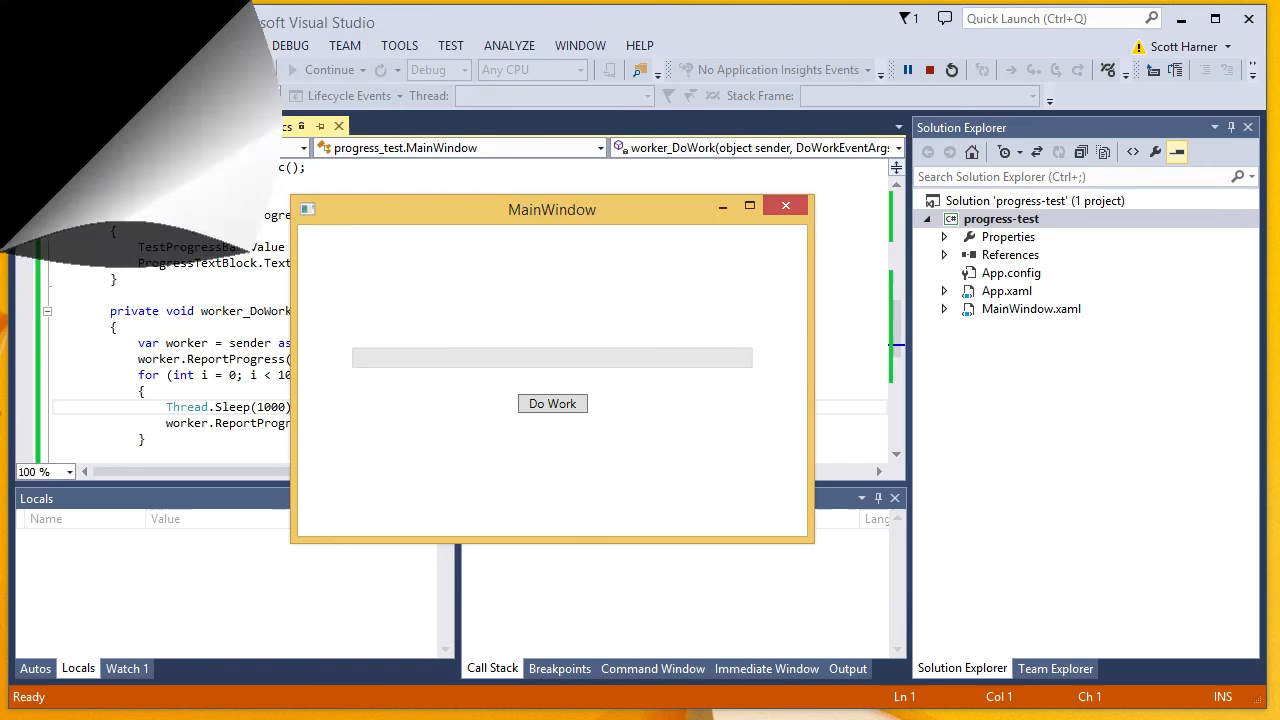 soft Visual Studio
1
Quick Launch (Ctrl+Q)
DEBUG TEAM TOOLS TEST ANALYZE WINDOW HELP
Scott Harner
Continue Debug Any CPU No Application Insights Events
Lifecycle Events Thread: Stack Frame:
cs
progress_test.MainWindow worker_DoWork(object sender, DoWorkEventArgs
c();
{
TestProgressBar.Value
ProgressTextBlock.Text
}
private void worker_DoWork
{
var worker = sender as
worker.ReportProgress(
for (int i = 0; i < 10
{
Thread.Sleep(1000)
worker.ReportProgr
}
100 %
MainWindow
Do Work
Solution Explorer
Search Solution Explorer (Ctrl+;)
Solution 'progress-test' (1 project)
C# progress-test
Properties
References
App.config
App.xaml
MainWindow.xaml
Locals
Name Value
Lang
Autos Locals Watch 1
Call Stack Breakpoints Command Window Immediate Window Output
Solution Explorer Team Explorer
Ready Ln 1 Col 1 Ch 1 INS